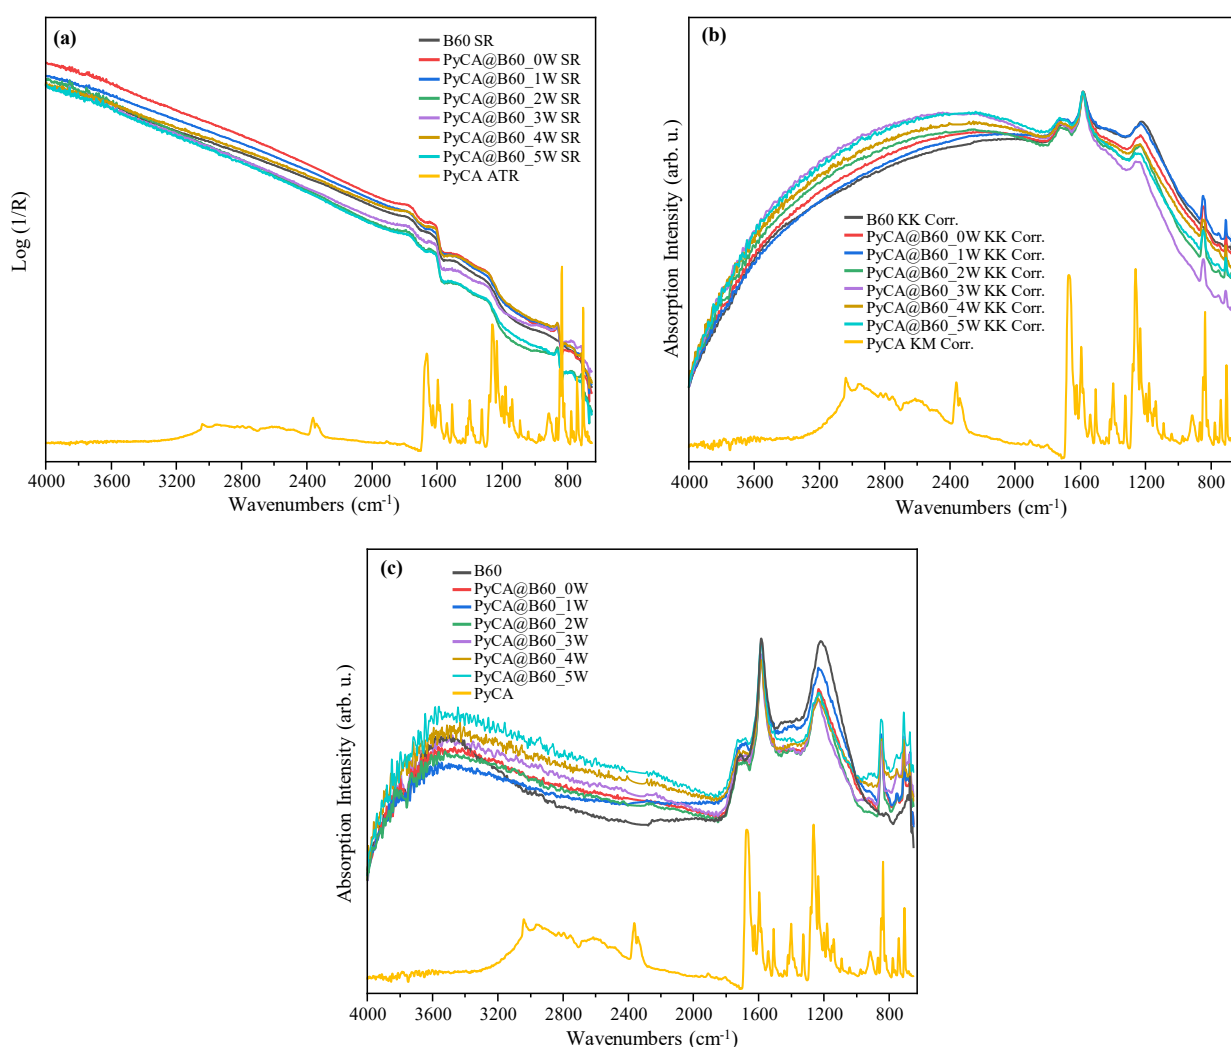 (a)
B60 SR
PyCA@B60_0W SR
PyCA@B60_1W SR
PyCA@B60_2W SR
PyCA@B60_3W SR
PyCA@B60_4W SR
PyCA@B60_5W SR
PyCA ATR
Log (1/R)
4000 3200 2400 1600 800
Wavenumbers (cm⁻¹)
(b)
B60 KK Corr.
PyCA@B60_0W KK Corr.
PyCA@B60_1W KK Corr.
PyCA@B60_2W KK Corr.
PyCA@B60_3W KK Corr.
PyCA@B60_4W KK Corr.
PyCA@B60_5W KK Corr.
PyCA KM Corr.
Absorption Intensity (arb. u.)
4000 3600 3200 2800 2400 2000 1600 1200 800
Wavenumbers (cm⁻¹)
(c)
B60
PyCA@B60_0W
PyCA@B60_1W
PyCA@B60_2W
PyCA@B60_3W
PyCA@B60_4W
PyCA@B60_5W
PyCA
Absorption Intensity (arb. u.)
4000 3600 3200 2800 2400 2000 1600 1200 800
Wavenumbers (cm⁻¹)